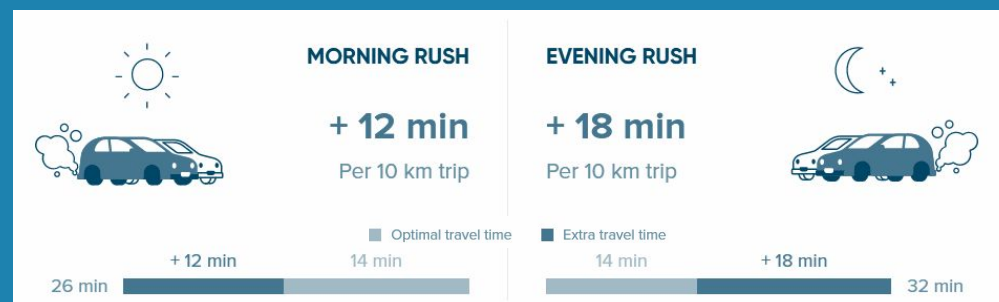 MORNING RUSH
+ 12 min
Per 10 km trip
EVENING RUSH
+ 18 min
Per 10 km trip
Optimal travel time
Extra travel time
+ 12 min
14 min
26 min
14 min
+ 18 min
32 min